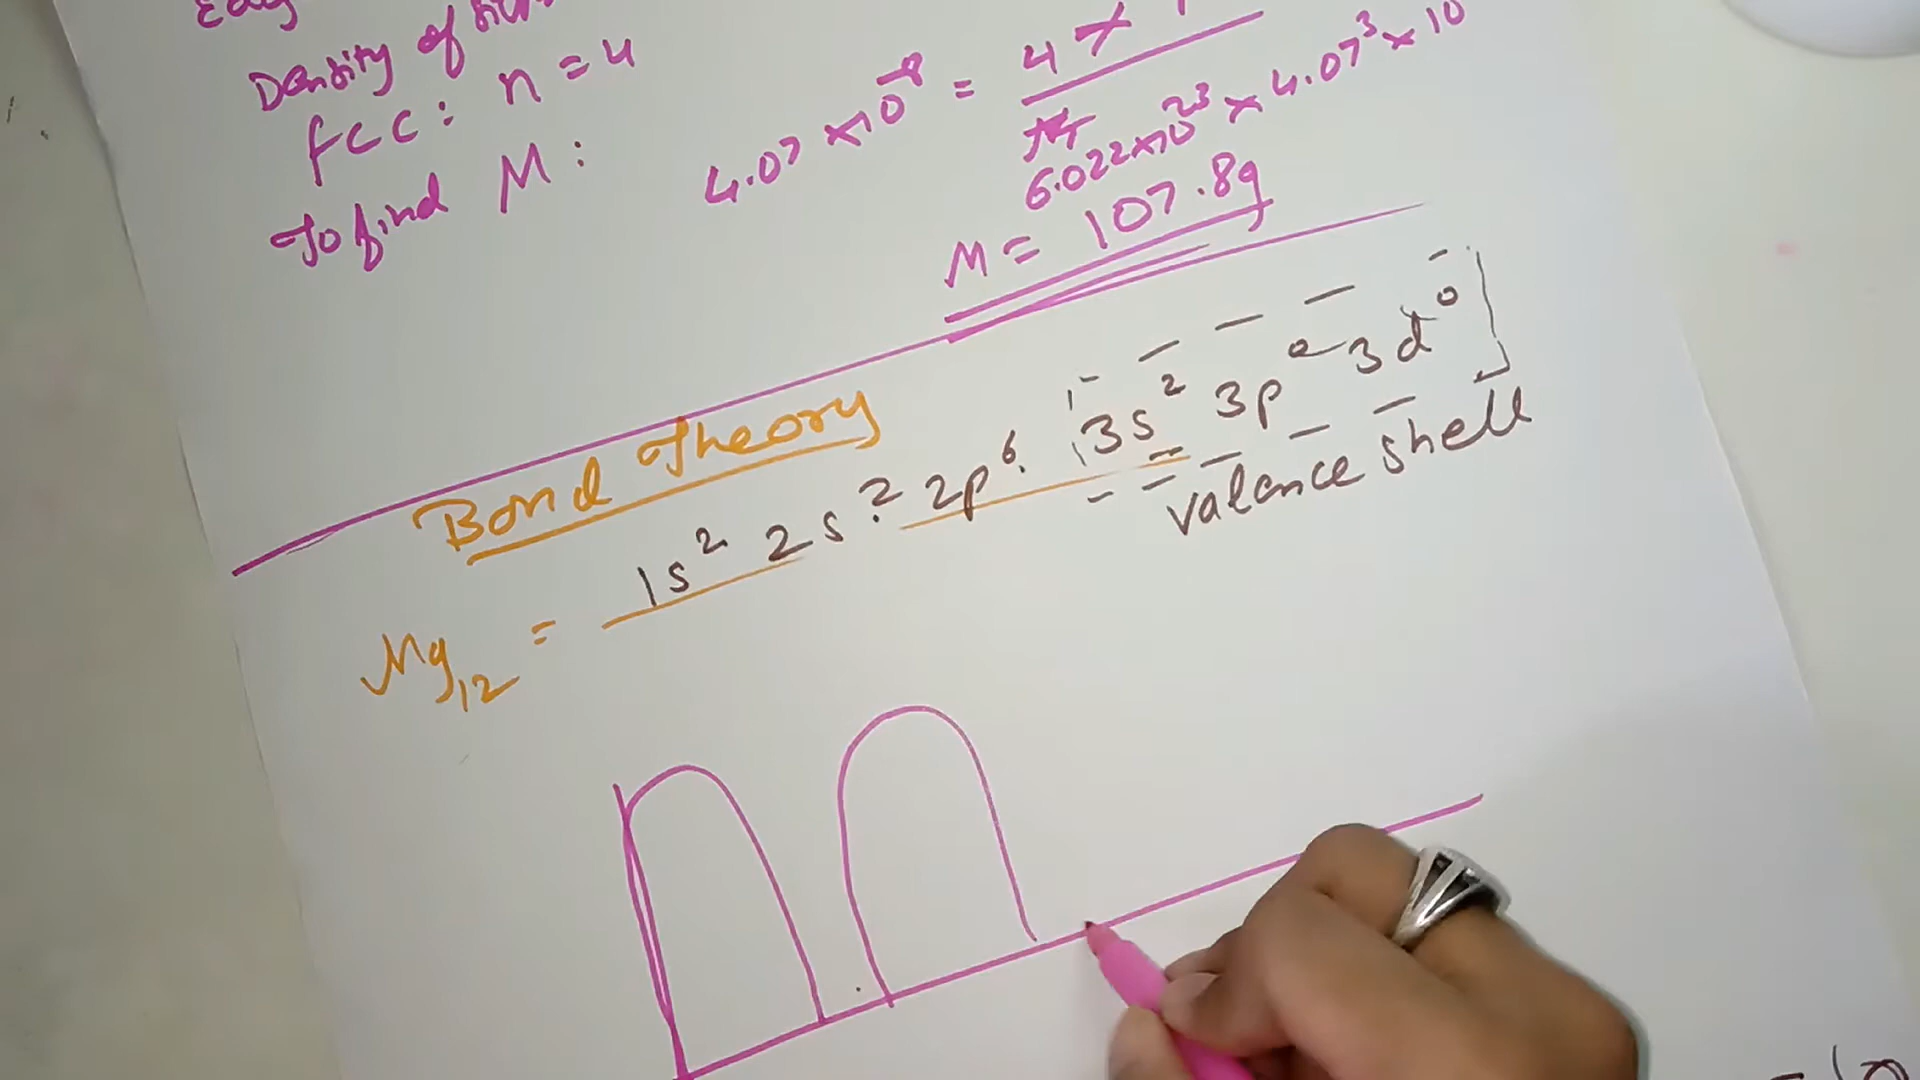 Density of
fcc: n = 4
To find M:
4.07 × 10⁻⁸ = 4 ×
6.022×10²³ × 4.07³ × 10
M = 107.8g
Bond Theory
Mg₁₂ = 1s² 2s² 2p⁶ 3s² 3p⁰ 3d⁰
valance shell